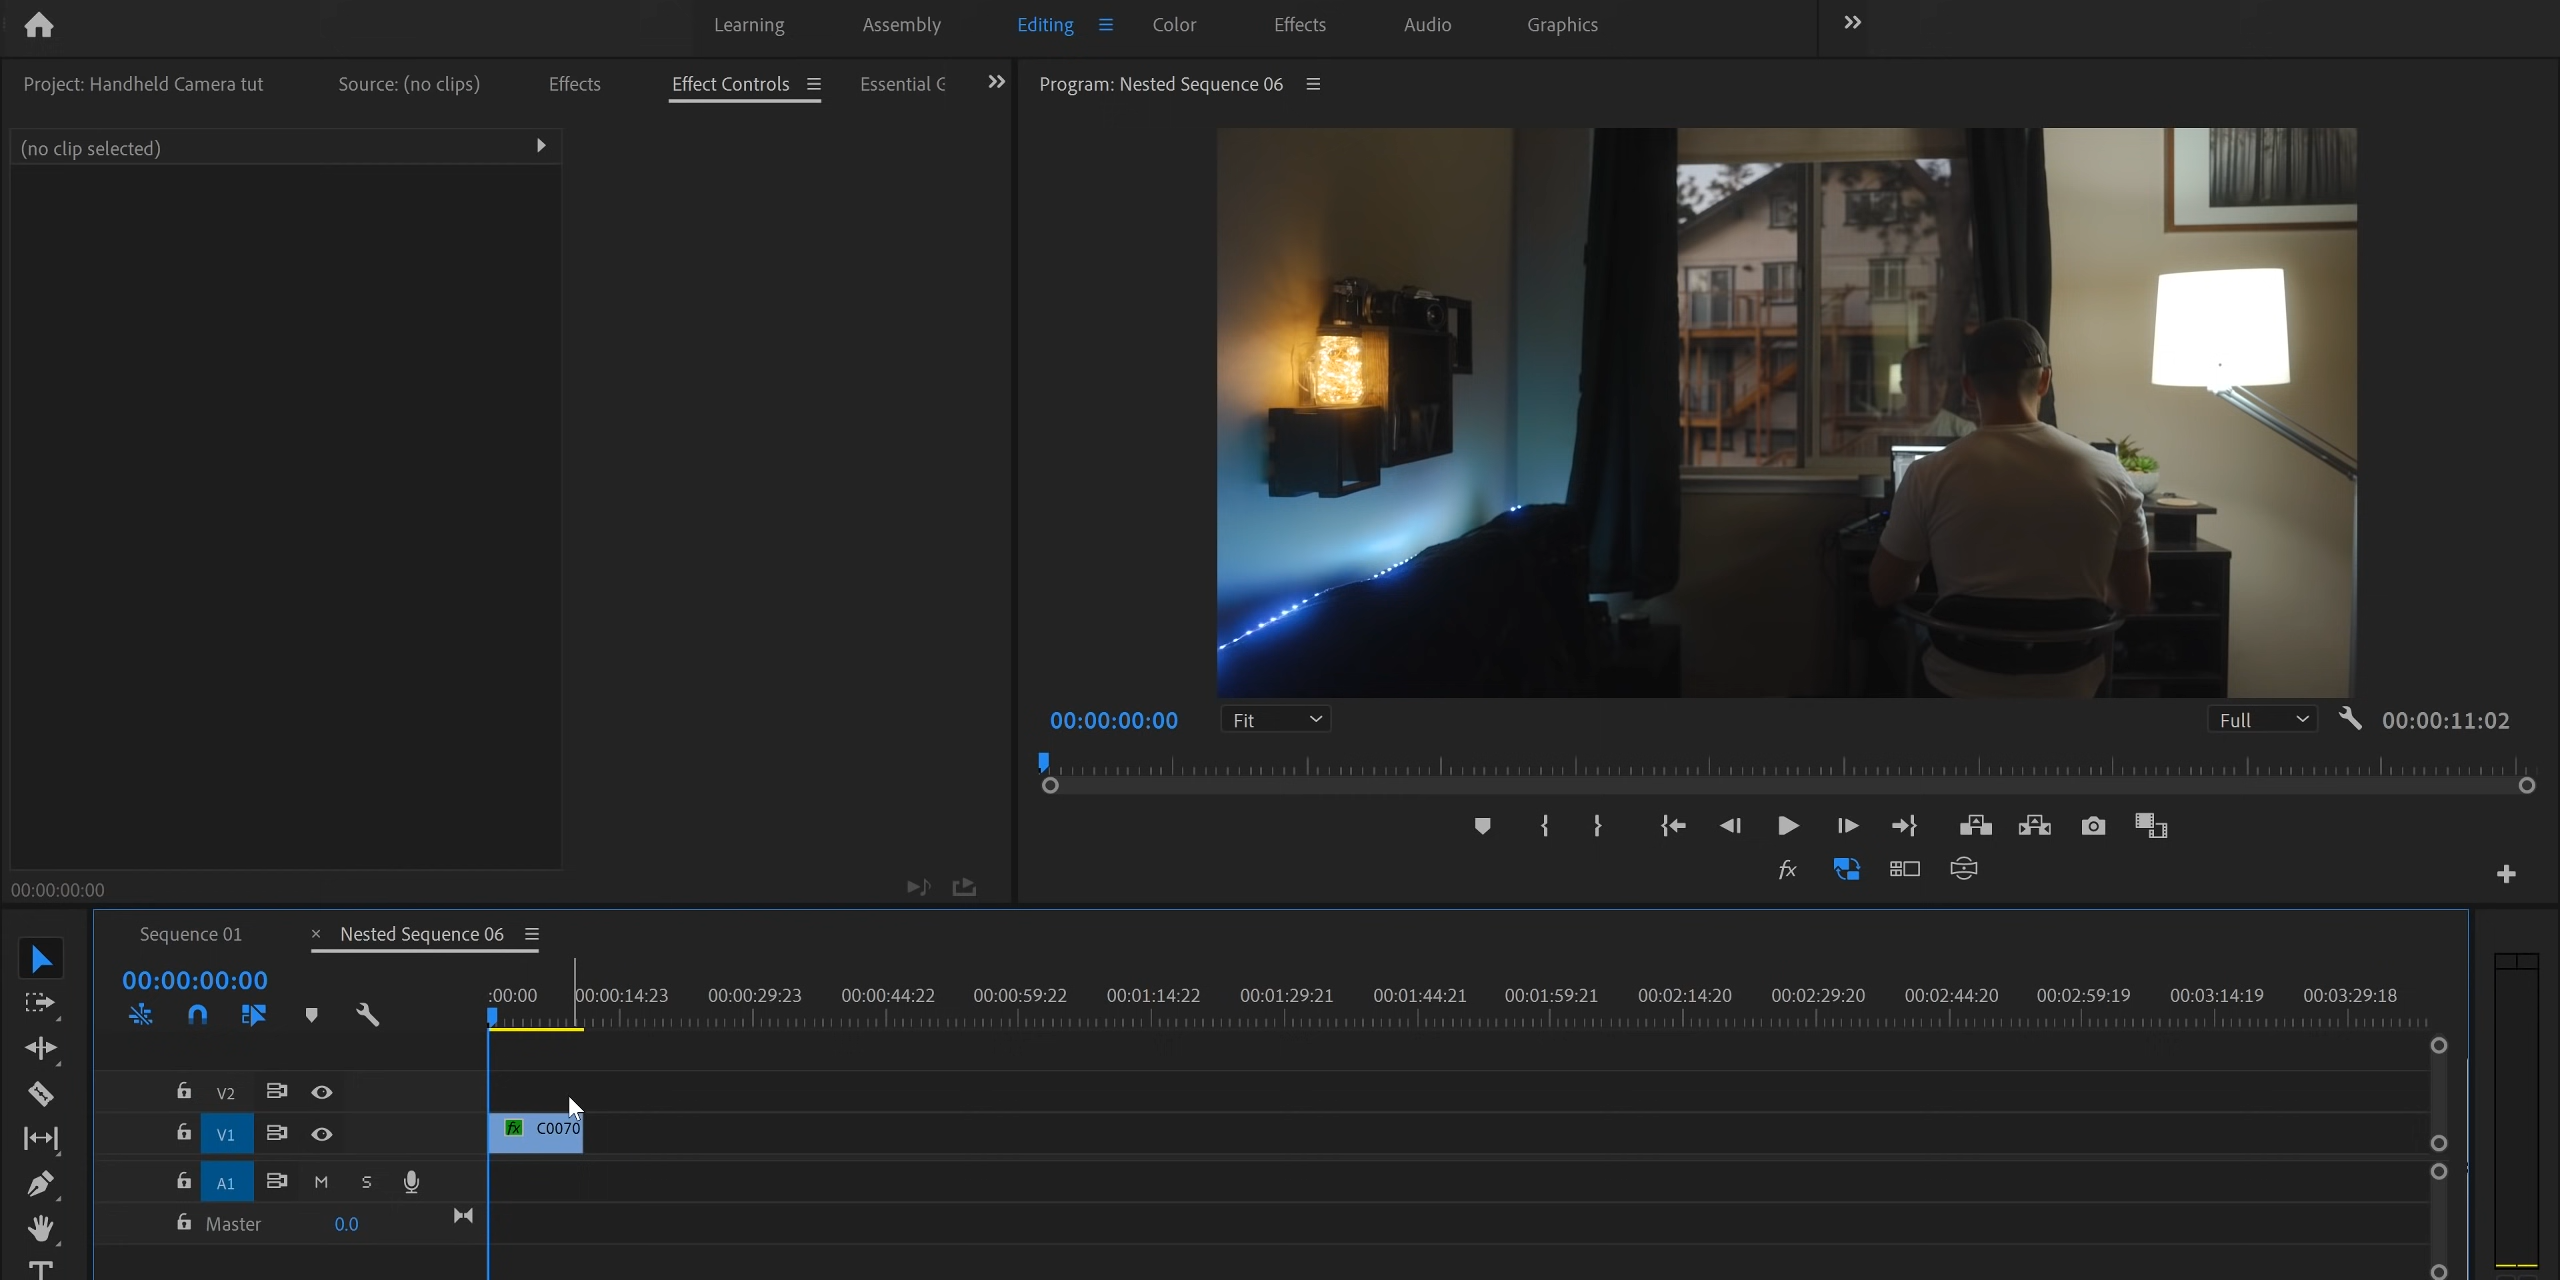 Learning Assembly Editing Color Effects Audio Graphics
Project: Handheld Camera tut Source: (no clips) Effects Effect Controls Essential G
Program: Nested Sequence 06
(no clip selected)
00:00:00:00 Fit Full 00:00:11:02
fx
00:00:00:00
Sequence 01 × Nested Sequence 06
00:00:00:00
:00:00 00:00:14:23 00:00:29:23 00:00:44:22 00:00:59:22 00:01:14:22 00:01:29:21 00:01:44:21 00:01:59:21 00:02:14:20 00:02:29:20 00:02:44:20 00:02:59:19 00:03:14:19 00:03:29:18
V2
V1 fx C0070
A1 M S
Master 0.0